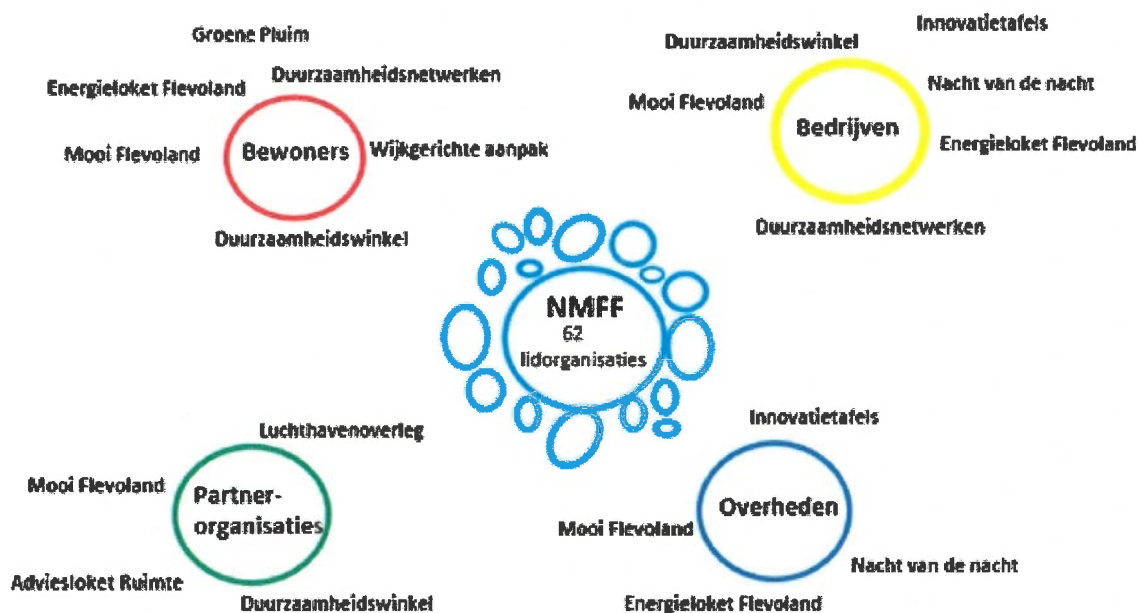 Groene Pluim
Energieloket Flevoland
Duurzaamheidsnetwerken
Mooi Flevoland
Bewoners
Wijkgerichte aanpak
Duurzaamheidswinkel
Innovatietafels
Duurzaamheidswinkel
Mooi Flevoland
Nacht van de nacht
Bedrijven
Energieloket Flevoland
Duurzaamheidsnetwerken
NMFF
62
lidorganisaties
Luchthavenoverleg
Mooi Flevoland
Partner-
organisaties
Adviesloket Ruimte
Duurzaamheidswinkel
Innovatietafels
Overheden
Mooi Flevoland
Nacht van de nacht
Energieloket Flevoland